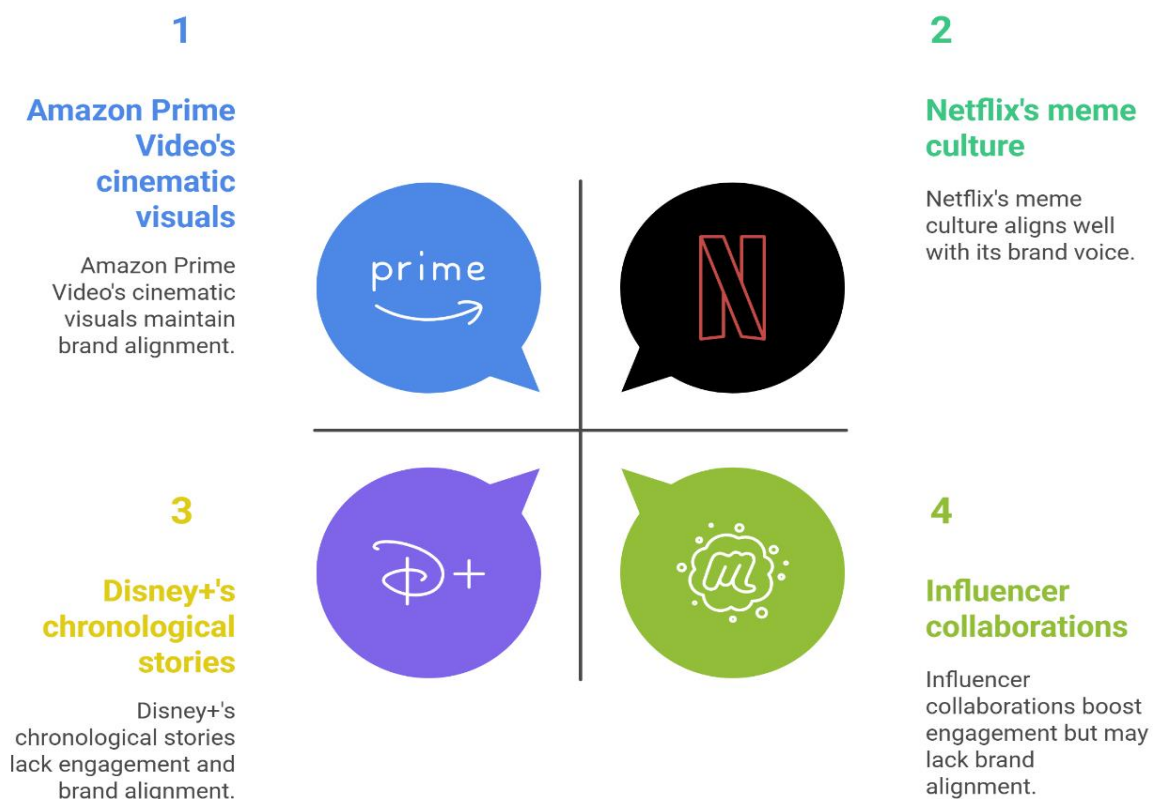 1
Amazon Prime
Video's
cinematic
visuals
Amazon Prime
Video's cinematic
visuals maintain
brand alignment.
prime
2
Netflix's meme
culture
Netflix's meme
culture aligns well
with its brand voice.
N
3
Disney+'s
chronological
stories
Disney+'s
chronological stories
lack engagement and
brand alignment.
D+
4
Influencer
collaborations
Influencer
collaborations boost
engagement but may
lack brand
alignment.
m